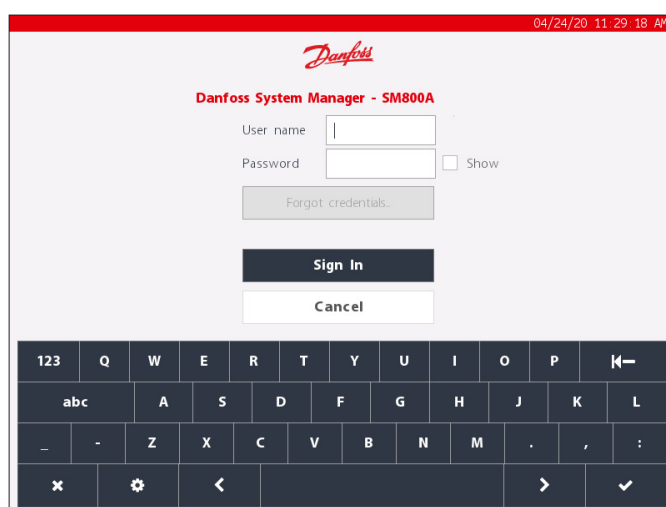 04/24/20 11:29:18 AM
Danfoss
Danfoss System Manager - SM800A
User name
Password Show
Forgot credentials..
Sign In
Cancel
123 Q W E R T Y U I O P
abc A S D F G H J K L
_ - Z X C V B N M . , :